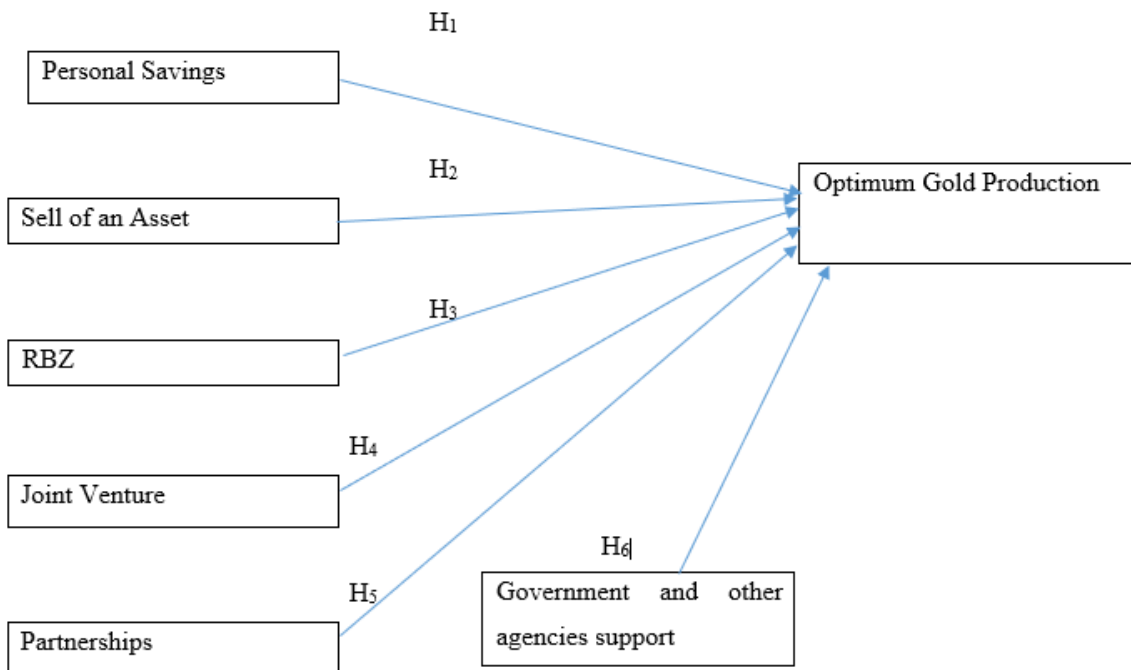 H₁
Personal Savings
H₂
Optimum Gold Production
Sell of an Asset
H₃
RBZ
H₄
Joint Venture
H₆
H₅
Government and other
agencies support
Partnerships